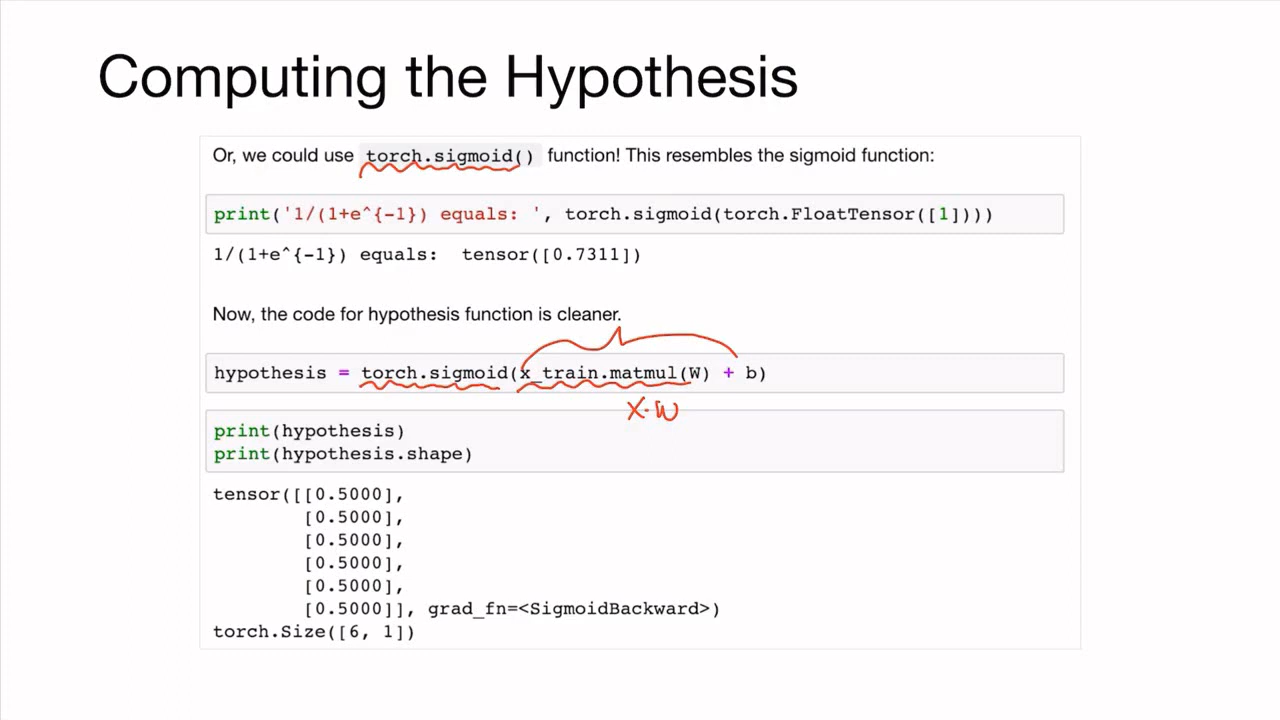 Computing the Hypothesis
Or, we could use torch.sigmoid() function! This resembles the sigmoid function:
print('1/(1+e^{-1}) equals: ', torch.sigmoid(torch.FloatTensor([1])))
1/(1+e^{-1}) equals:  tensor([0.7311])
Now, the code for hypothesis function is cleaner.
hypothesis = torch.sigmoid(x_train.matmul(W) + b)
X·W
print(hypothesis)
print(hypothesis.shape)
tensor([[0.5000],
        [0.5000],
        [0.5000],
        [0.5000],
        [0.5000],
        [0.5000]], grad_fn=<SigmoidBackward>)
torch.Size([6, 1])